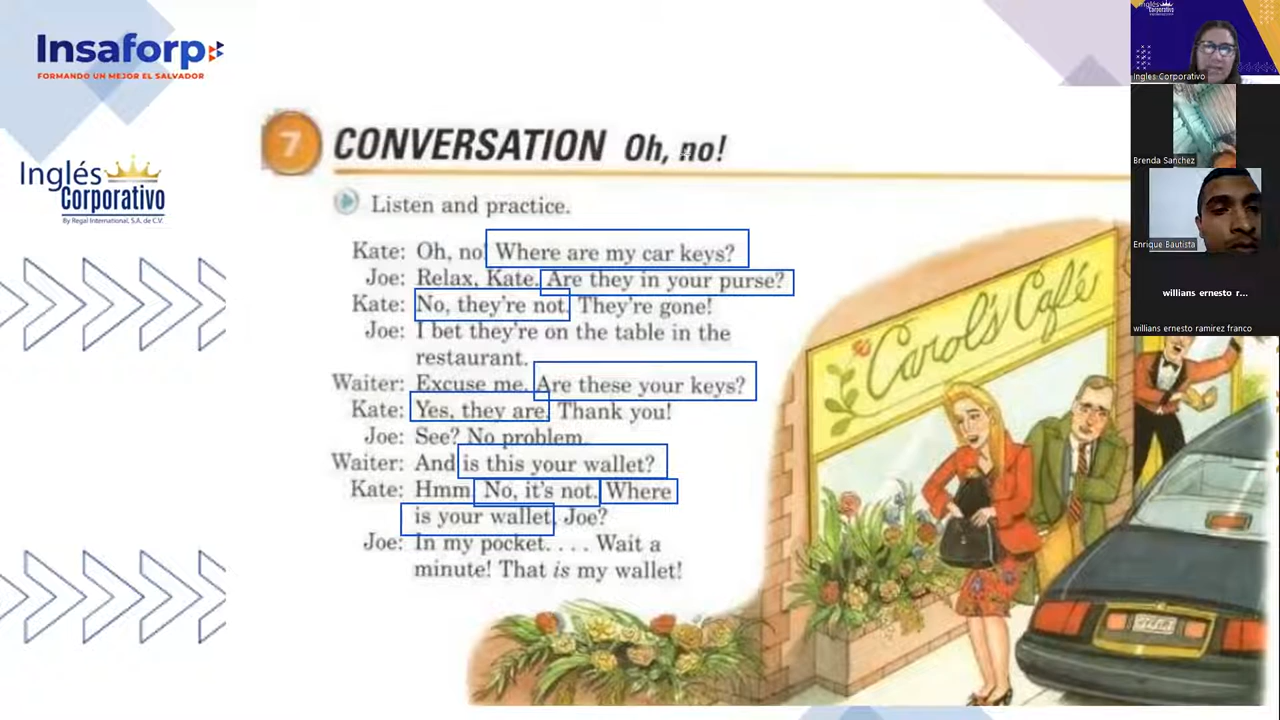 Insaforp
FORMANDO UN MEJOR EL SALVADOR
Inglés
Corporativo
By Regal International, S.A. de C.V.
7 CONVERSATION Oh, no!
Listen and practice.
Kate: Oh, no! Where are my car keys?
Joe: Relax, Kate. Are they in your purse?
Kate: No, they're not. They're gone!
Joe: I bet they're on the table in the
restaurant.
Waiter: Excuse me. Are these your keys?
Kate: Yes, they are. Thank you!
Joe: See? No problem.
Waiter: And is this your wallet?
Kate: Hmm. No, it's not. Where
is your wallet, Joe?
Joe: In my pocket. . . . Wait a
minute! That is my wallet!
Carol's Café
Inglés
Corporativo
Ingles Corporativo
Brenda Sanchez
Enrique Bautista
willians ernesto r...
willians ernesto ramirez franco